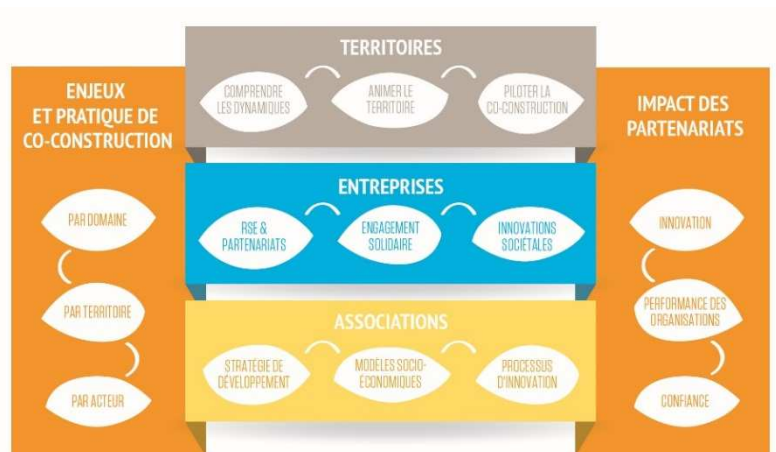 ENJEUX
ET PRATIQUE DE
CO-CONSTRUCTION
PAR DOMAINE
PAR TERRITOIRE
PAR ACTEUR
TERRITOIRES
COMPRENDRE
LES DYNAMIQUES
ANIMER LE
TERRITOIRE
PILOTER LA
CO-CONSTRUCTION
ENTREPRISES
RSE &
PARTENARIATS
ENGAGEMENT
SOLIDAIRE
INNOVATIONS
SOCIÉTALES
ASSOCIATIONS
STRATÉGIE DE
DÉVELOPPEMENT
MODÈLES SOCIO-
ÉCONOMIQUES
PROCESSUS
D'INNOVATION
IMPACT DES
PARTENARIATS
INNOVATION
PERFORMANCE DES
ORGANISATIONS
CONFIANCE